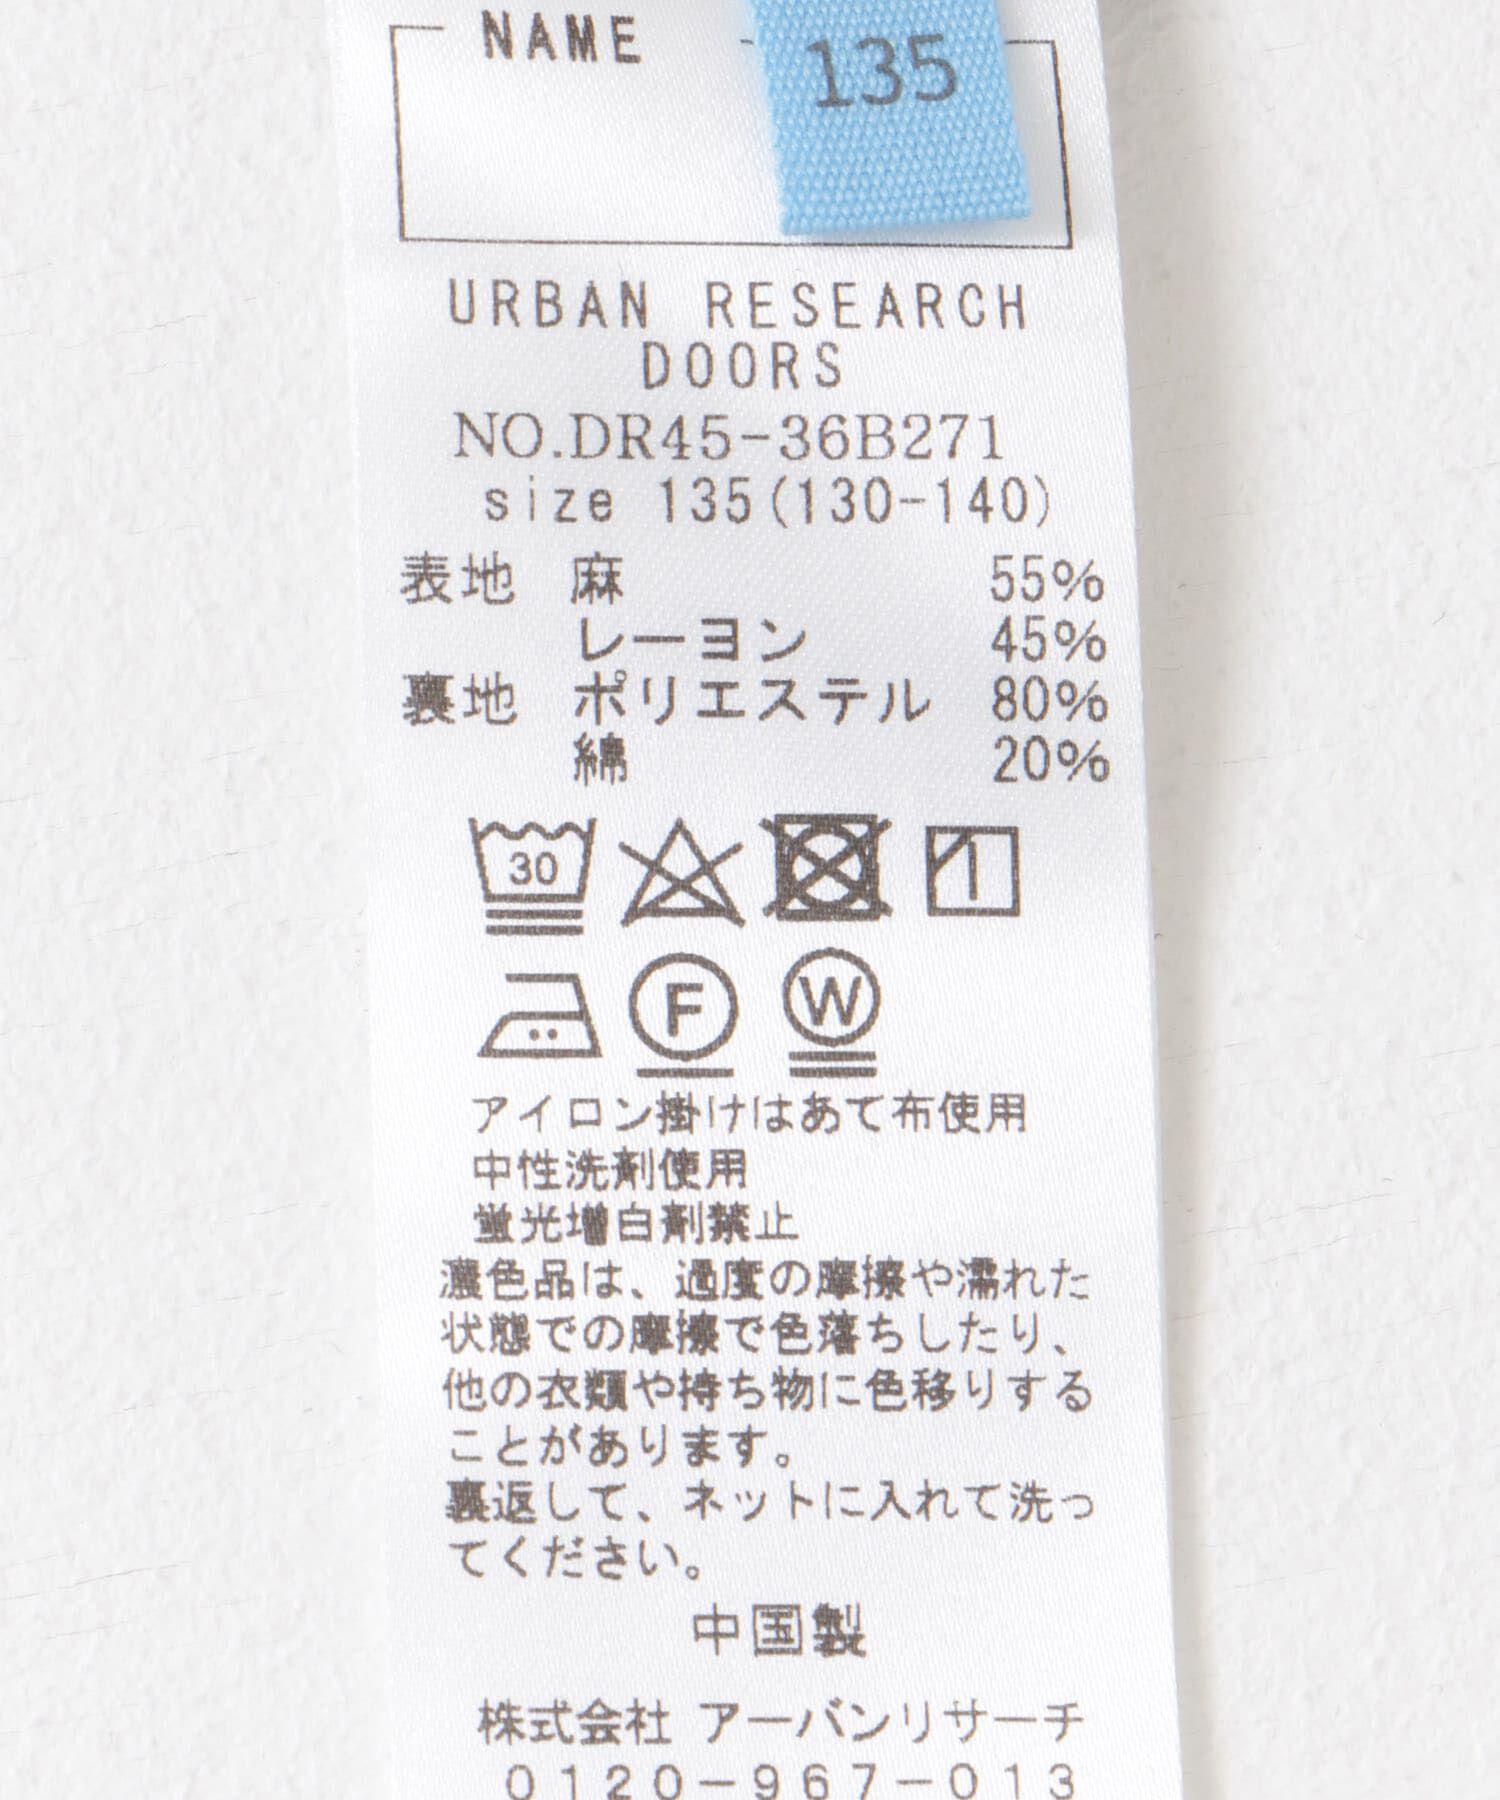 NAME
135
URBAN RESEARCH
DOORS
NO.DR45-36B271
size 135(130-140)
表地 麻 55%
レーヨン 45%
裏地 ポリエステル 80%
綿 20%
30
F
W
アイロン掛けはあて布使用
中性洗剤使用
蛍光増白剤禁止
濃色品は、過度の摩擦や濡れた
状態での摩擦で色落ちしたり、
他の衣類や持ち物に色移りする
ことがあります。
裏返して、ネットに入れて洗っ
てください。
中国製
株式会社 アーバンリサーチ
0120-967-013